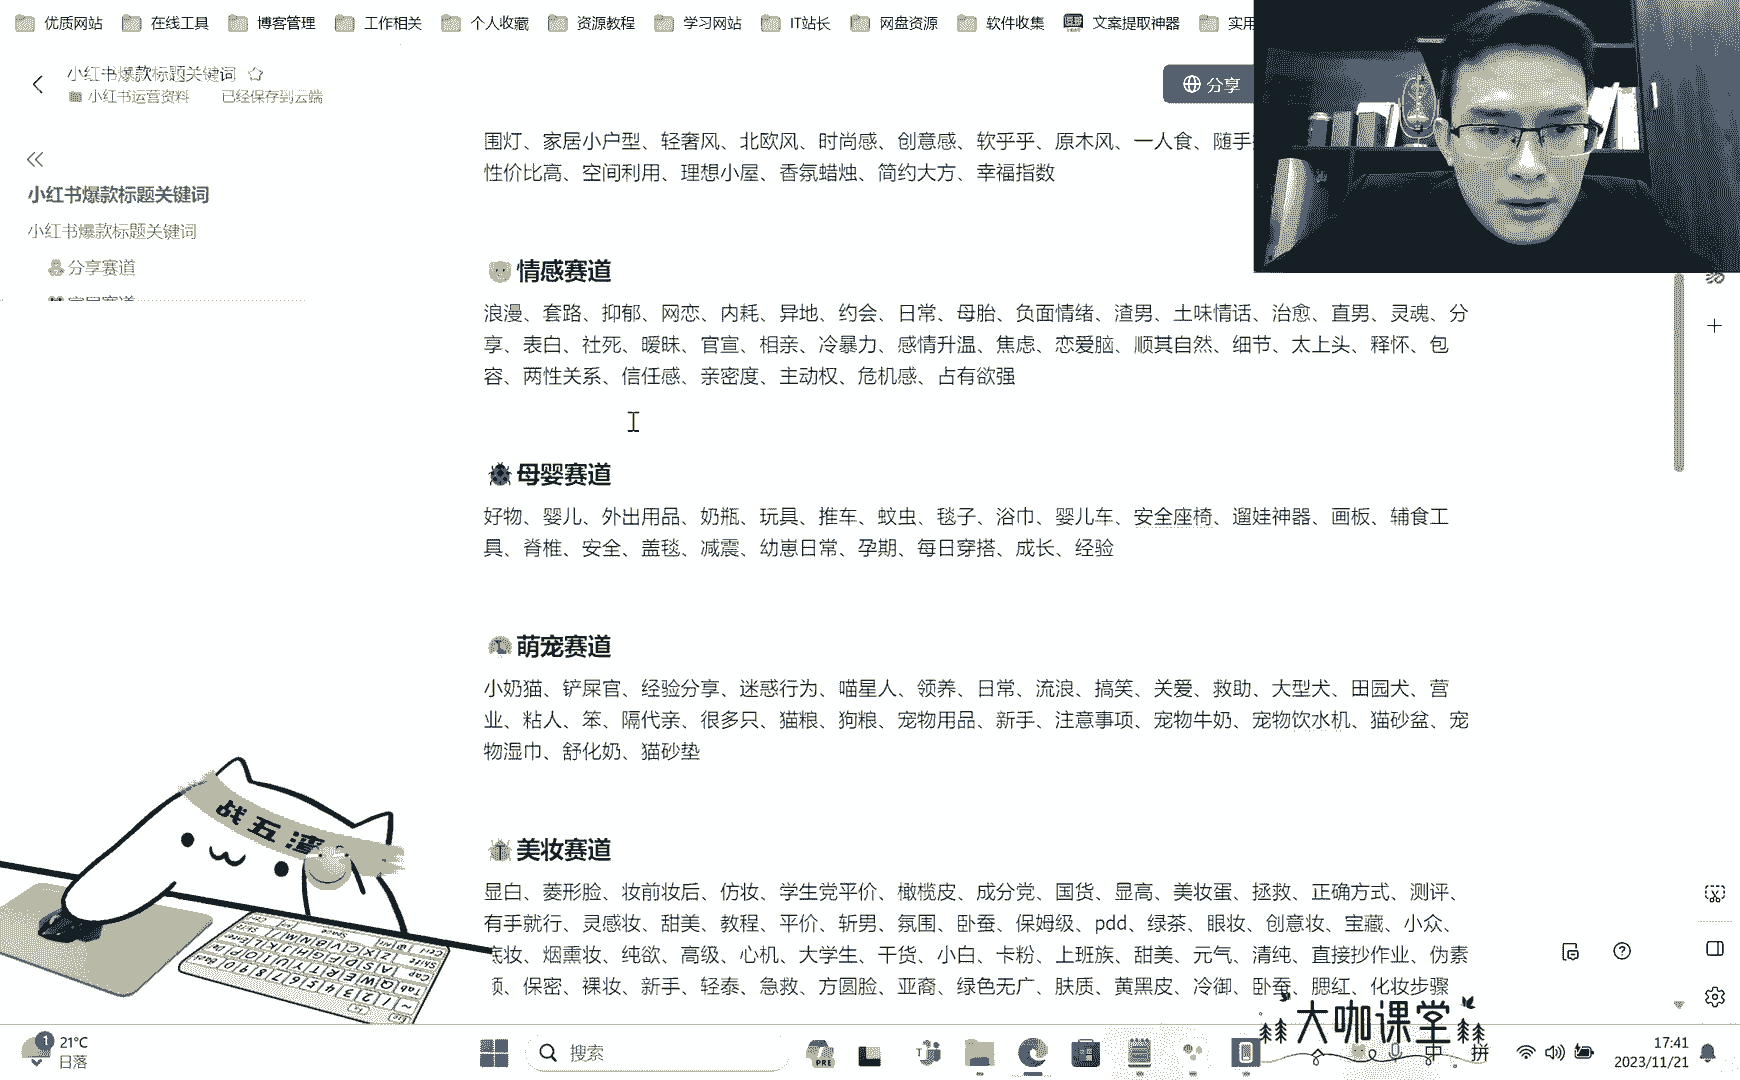 优质网站 在线工具 博客管理 工作相关 个人收藏 资源教程 学习网站 IT站长 网盘资源 软件收集 文案提取神器 实用
小红书爆款标题关键词
小红书运营资料 已经保存到云端
分享
小红书爆款标题关键词
小红书爆款标题关键词
分享赛道
围灯、家居小户型、轻奢风、北欧风、时尚感、创意感、软乎乎、原木风、一人食、随手
性价比高、空间利用、理想小屋、香氛蜡烛、简约大方、幸福指数
情感赛道
浪漫、套路、抑郁、网恋、内耗、异地、约会、日常、母胎、负面情绪、渣男、土味情话、治愈、直男、灵魂、分
享、表白、社死、暧昧、官宣、相亲、冷暴力、感情升温、焦虑、恋爱脑、顺其自然、细节、太上头、释怀、包
容、两性关系、信任感、亲密度、主动权、危机感、占有欲强
母婴赛道
好物、婴儿、外出用品、奶瓶、玩具、推车、蚊虫、毯子、浴巾、婴儿车、安全座椅、遛娃神器、画板、辅食工
具、脊椎、安全、盖毯、减震、幼崽日常、孕期、每日穿搭、成长、经验
萌宠赛道
小奶猫、铲屎官、经验分享、迷惑行为、喵星人、领养、日常、流浪、搞笑、关爱、救助、大型犬、田园犬、营
业、粘人、笨、隔代亲、很多只、猫粮、狗粮、宠物用品、新手、注意事项、宠物牛奶、宠物饮水机、猫砂盆、宠
物湿巾、舒化奶、猫砂垫
美妆赛道
显白、菱形脸、妆前妆后、仿妆、学生党平价、橄榄皮、成分党、国货、显高、美妆蛋、拯救、正确方式、测评、
有手就行、灵感妆、甜美、教程、平价、斩男、氛围、卧蚕、保姆级、pdd、绿茶、眼妆、创意妆、宝藏、小众、
底妆、烟熏妆、纯欲、高级、心机、大学生、干货、小白、卡粉、上班族、甜美、元气、清纯、直接抄作业、伪素
颜、保密、裸妆、新手、轻泰、急救、方圆脸、亚裔、绿色无广、肤质、黄黑皮、冷御、卧蚕、腮红、化妆步骤
战五渣
大咖课堂
1
21°C
日落
搜索
PRE
中 拼
17:41
2023/11/21